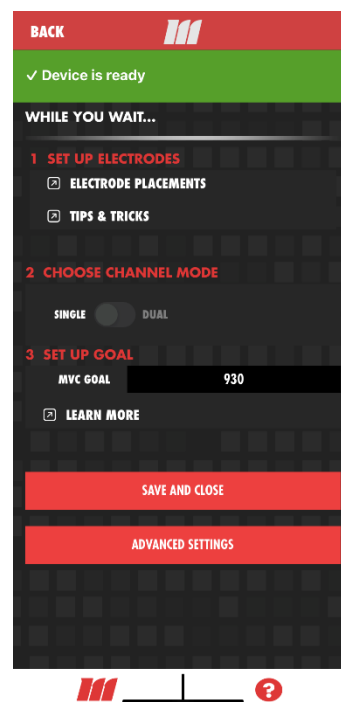 BACK
✓ Device is ready
WHILE YOU WAIT...
1 SET UP ELECTRODES
ELECTRODE PLACEMENTS
TIPS & TRICKS
2 CHOOSE CHANNEL MODE
SINGLE DUAL
3 SET UP GOAL
MVC GOAL 930
LEARN MORE
SAVE AND CLOSE
ADVANCED SETTINGS
?